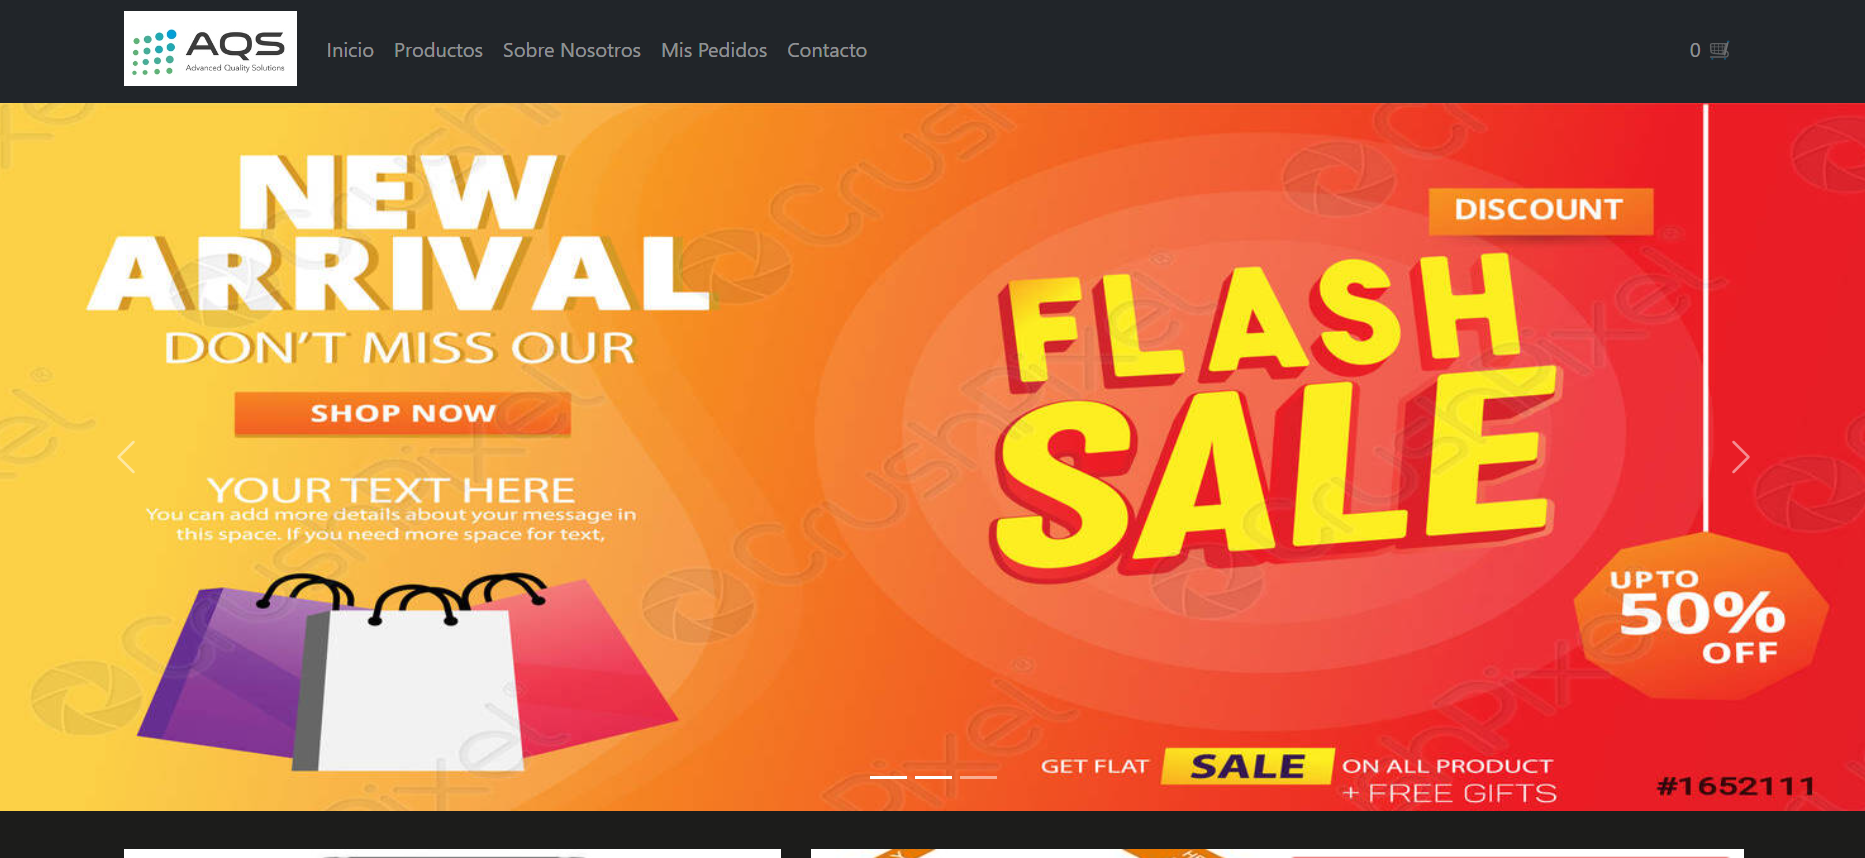 AQS
Advanced Quality Solutions
Inicio Productos Sobre Nosotros Mis Pedidos Contacto
0
NEW
ARRIVAL
DON'T MISS OUR
SHOP NOW
YOUR TEXT HERE
You can add more details about your message in
this space. If you need more space for text,
DISCOUNT
FLASH
SALE
UPTO
50%
OFF
GET FLAT SALE ON ALL PRODUCT
+ FREE GIFTS
#1652111
crushpixel